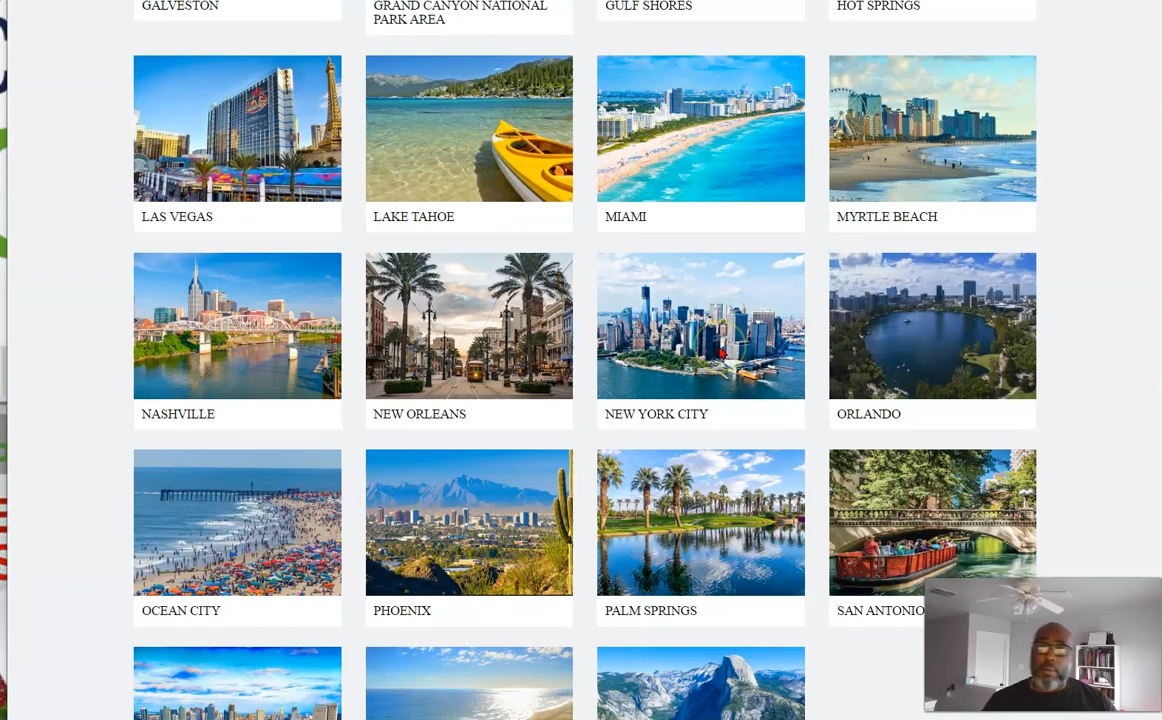 GALVESTON
GRAND CANYON NATIONAL
PARK AREA
GULF SHORES
HOT SPRINGS
LAS VEGAS
LAKE TAHOE
MIAMI
MYRTLE BEACH
NASHVILLE
NEW ORLEANS
NEW YORK CITY
ORLANDO
OCEAN CITY
PHOENIX
PALM SPRINGS
SAN ANTONIO